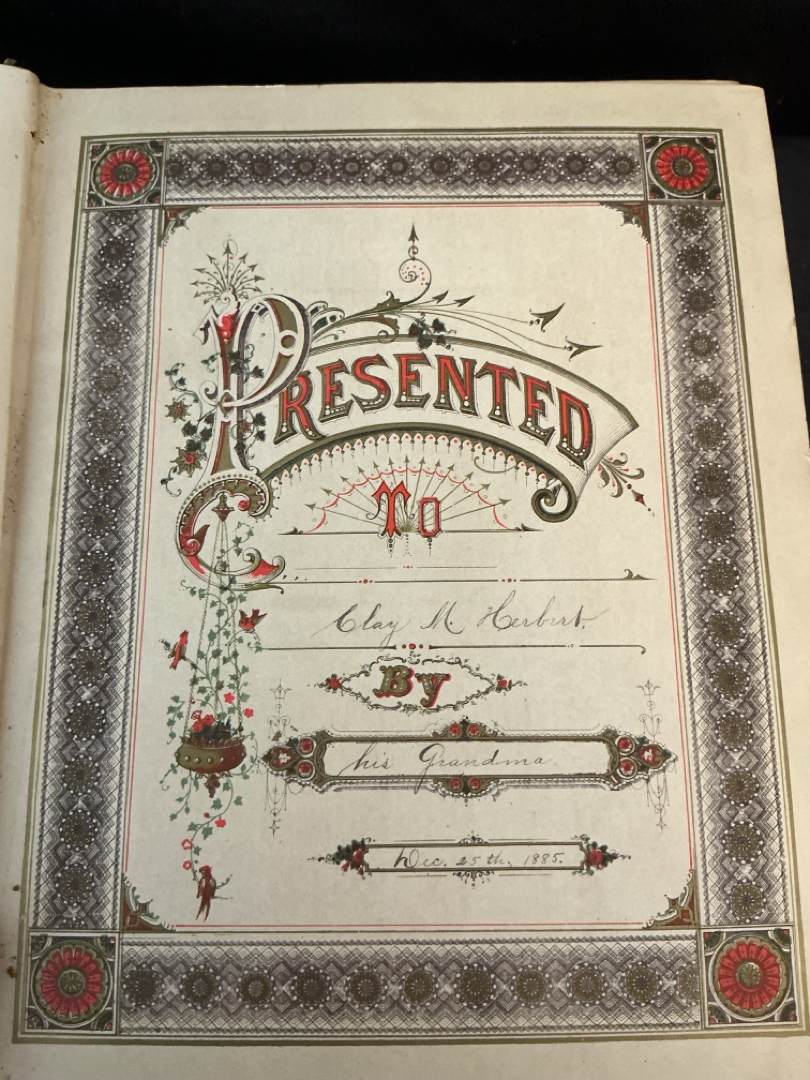 PRESENTED
To
Clay M. Herbert.
By
his Grandma
Dec. 25th, 1885.